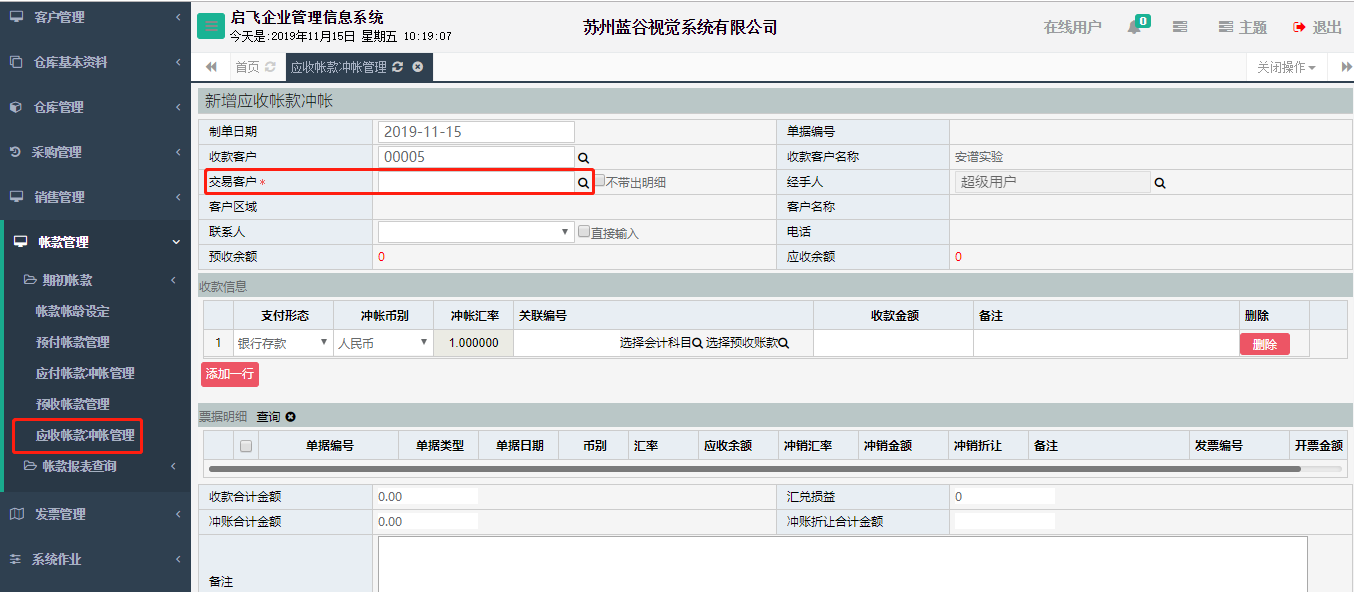 客户管理
仓库基本资料
仓库管理
采购管理
销售管理
帐款管理
期初帐款
帐款帐龄设定
预付帐款管理
应付帐款冲帐管理
预收帐款管理
应收帐款冲帐管理
帐款报表查询
发票管理
系统作业
启飞企业管理信息系统
今天是:2019年11月15日 星期五 10:19:07
苏州蓝谷视觉系统有限公司
在线用户 0 主题 退出
首页 应收帐款冲帐管理 关闭操作
新增应收帐款冲帐
制单日期 2019-11-15 单据编号
收款客户 00005 收款客户名称 安谱实验
交易客户 * 不带出明细 经手人 超级用户
客户区域 客户名称
联系人 直接输入 电话
预收余额 0 应收余额 0
收款信息
支付形态 冲帐币别 冲帐汇率 关联编号 收款金额 备注 删除
1 银行存款 人民币 1.000000 选择会计科目 选择预收账款 删除
添加一行
票据明细 查询
单据编号 单据类型 单据日期 币别 汇率 应收余额 冲销汇率 冲销金额 冲销折让 备注 发票编号 开票金额
收款合计金额 0.00 汇兑损益 0
冲账合计金额 0.00 冲账折让合计金额
备注